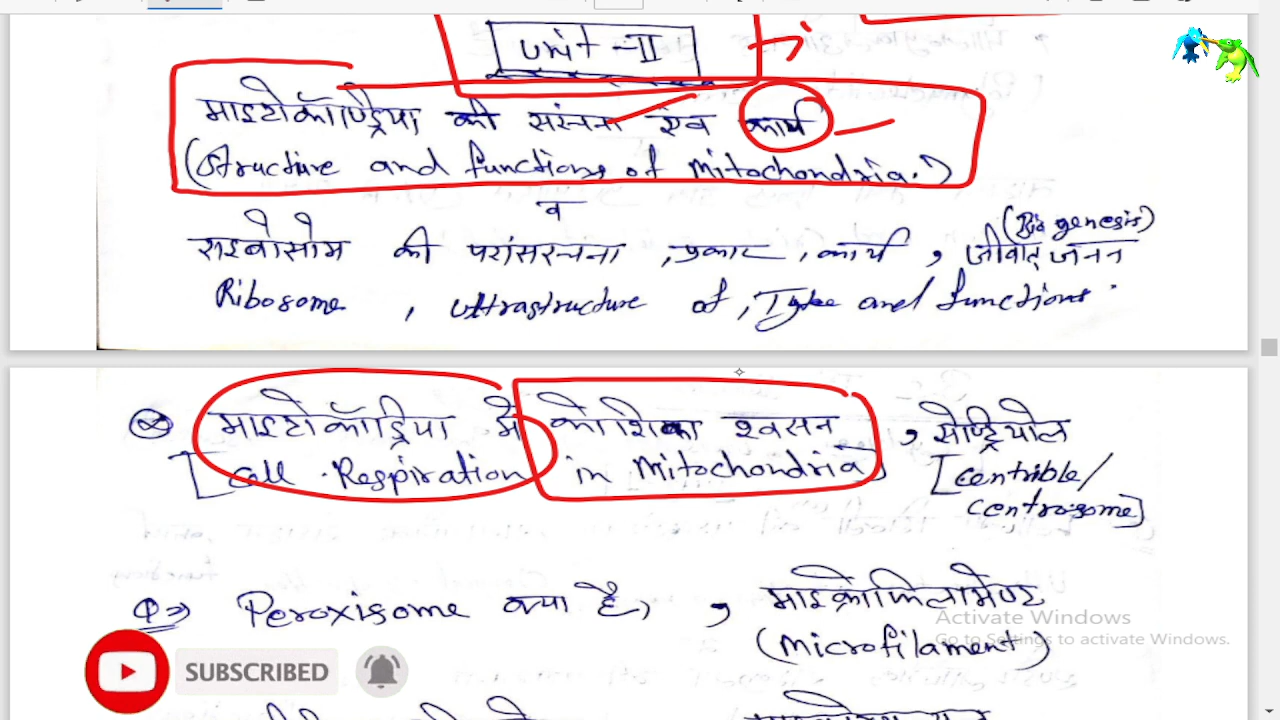 Unit-II
माइटोकॉण्ड्रिया की संरचना एवं कार्य
(Structure and functions of Mitochondria.)
व
राइबोसोम की परासंरचना , प्रकार , कार्य , जीवात् जनन (Bio genesis)
Ribosome , Ultrastructure of , Type and functions
माइटोकॉंड्रिया में कोशिका श्वसन , सेण्ट्रियोल
[Cell Respiration in Mitochondria] [Centrible/
centrosome]
Q⇒ Peroxisome क्या है, , माइक्रोफिलामेण्ट
(Microfilament)
Activate Windows
Go to Settings to activate Windows.
SUBSCRIBED